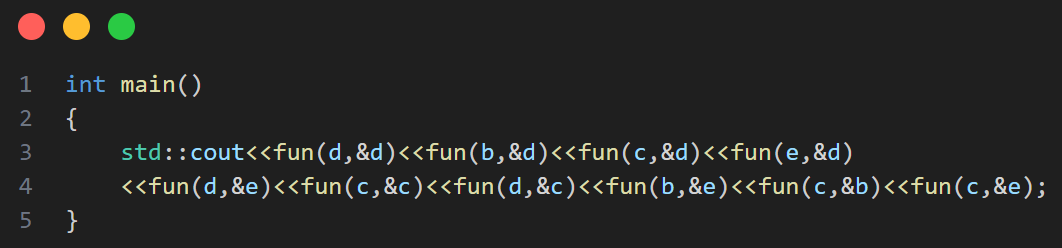 1 int main()
2 {
3     std::cout<<fun(d,&d)<<fun(b,&d)<<fun(c,&d)<<fun(e,&d)
4     <<fun(d,&e)<<fun(c,&c)<<fun(d,&c)<<fun(b,&e)<<fun(c,&b)<<fun(c,&e);
5 }